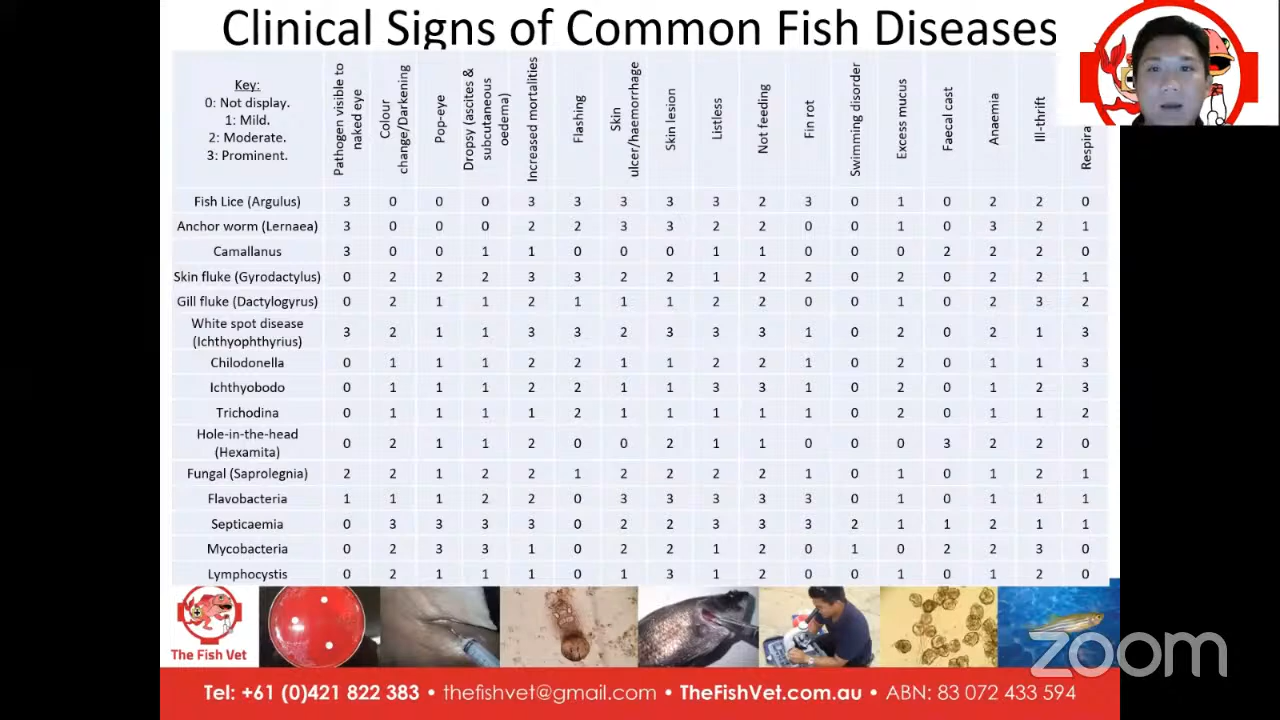 Clinical Signs of Common Fish Diseases
Key:
0: Not display.
1: Mild.
2: Moderate.
3: Prominent.
Pathogen visible to
naked eye
Colour
change/Darkening
Pop-eye
Dropsy (ascites &
subcutaneous
oedema)
Increased mortalities
Flashing
Skin
ulcer/haemorrhage
Skin lesion
Listless
Not feeding
Fin rot
Swimming disorder
Excess mucus
Faecal cast
Anaemia
Ill-thrift
Respira
Fish Lice (Argulus) 3 0 0 0 3 3 3 3 3 2 3 0 1 0 2 2 0
Anchor worm (Lernaea) 3 0 0 0 2 2 3 3 2 2 0 0 1 0 3 2 1
Camallanus 3 0 0 1 1 0 0 0 1 1 0 0 0 2 2 2 0
Skin fluke (Gyrodactylus) 0 2 2 2 3 3 2 2 1 2 2 0 2 0 2 2 1
Gill fluke (Dactylogyrus) 0 2 1 1 2 1 1 1 2 2 0 0 1 0 2 3 2
White spot disease
(Ichthyophthyrius) 3 2 1 1 3 3 2 3 3 3 1 0 2 0 2 1 3
Chilodonella 0 1 1 1 2 2 1 1 2 2 1 0 2 0 1 1 3
Ichthyobodo 0 1 1 1 2 2 1 1 3 3 1 0 2 0 1 2 3
Trichodina 0 1 1 1 1 2 1 1 1 1 1 0 2 0 1 1 2
Hole-in-the-head
(Hexamita) 0 2 1 1 2 0 0 2 1 1 0 0 0 3 2 2 0
Fungal (Saprolegnia) 2 2 1 2 2 1 2 2 2 2 1 0 1 0 1 2 1
Flavobacteria 1 1 1 2 2 0 3 3 3 3 3 0 1 0 1 1 1
Septicaemia 0 3 3 3 3 0 2 2 3 3 3 2 1 1 2 1 1
Mycobacteria 0 2 3 3 1 0 2 2 1 2 0 1 0 2 2 3 0
Lymphocystis 0 2 1 1 1 0 1 3 1 2 0 0 1 0 1 2 0
The Fish Vet
zoom
Tel: +61 (0)421 822 383 • thefishvet@gmail.com • TheFishVet.com.au • ABN: 83 072 433 594